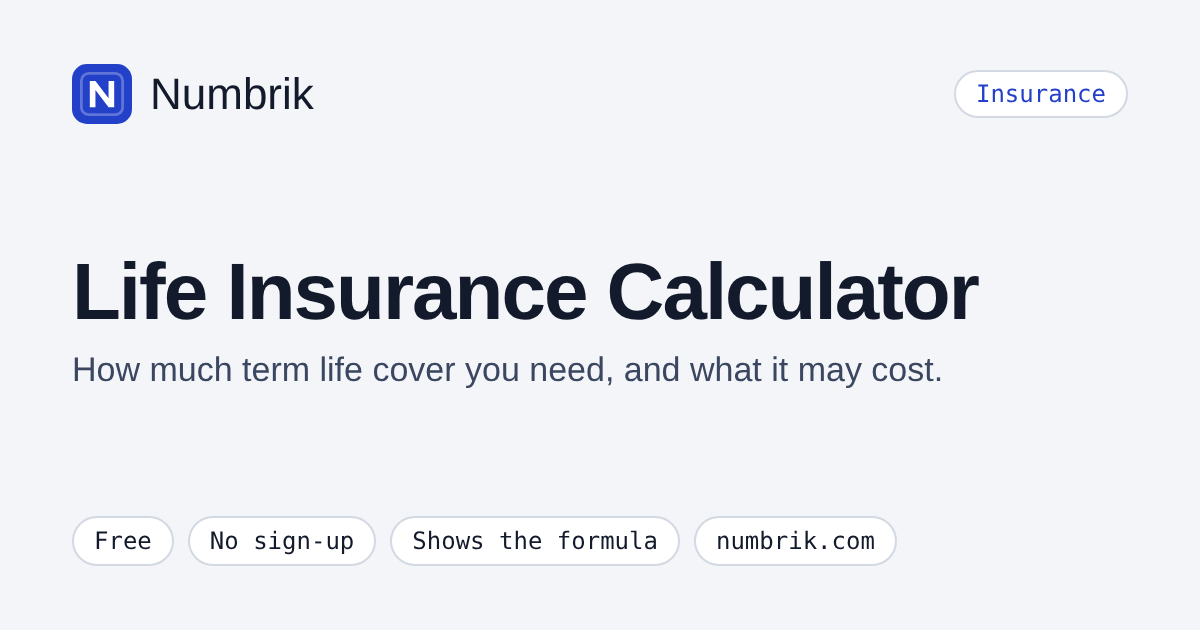 N Numbrik
Insurance
Life Insurance Calculator
How much term life cover you need, and what it may cost.
Free
No sign-up
Shows the formula
numbrik.com